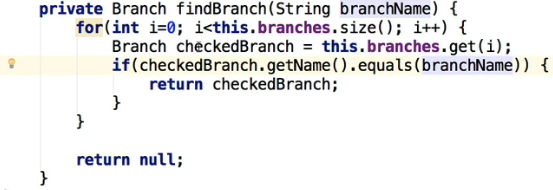 private Branch findBranch(String branchName) {
for(int i=0; i<this.branches.size(); i++) {
Branch checkedBranch = this.branches.get(i);
if(checkedBranch.getName().equals(branchName)) {
return checkedBranch;
}
}
return null;
}